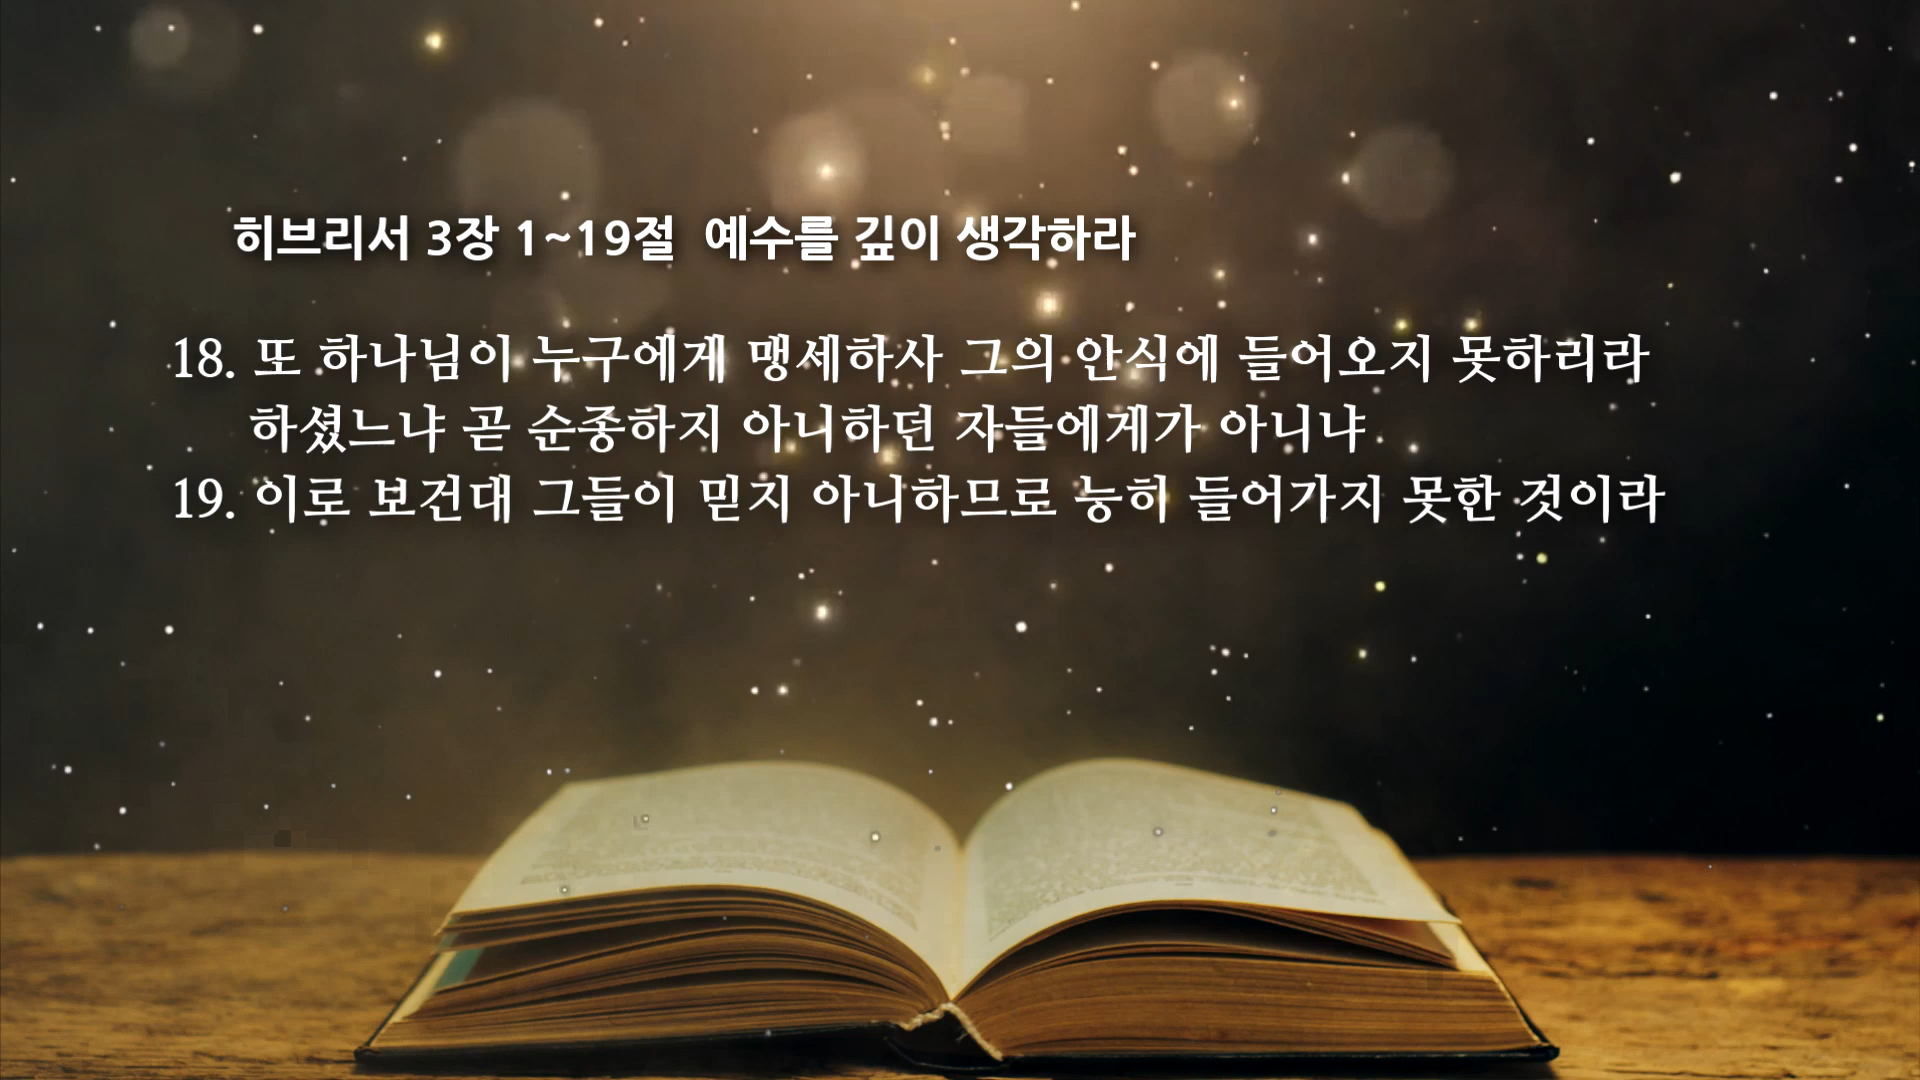 히브리서 3장 1~19절  예수를 깊이 생각하라
18. 또 하나님이 누구에게 맹세하사 그의 안식에 들어오지 못하리라
하셨느냐 곧 순종하지 아니하던 자들에게가 아니냐
19. 이로 보건대 그들이 믿지 아니하므로 능히 들어가지 못한 것이라